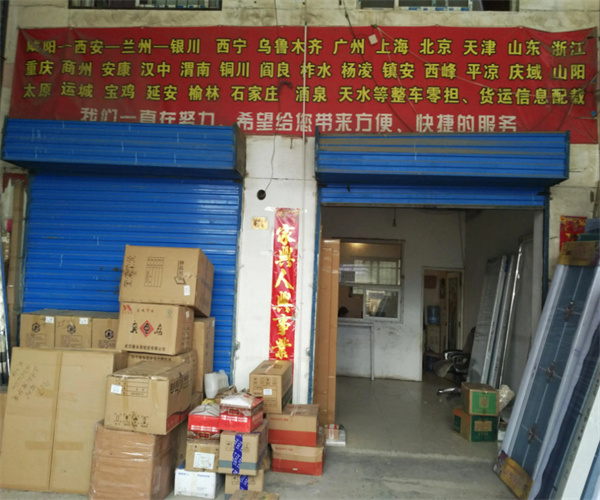 咸阳—西安—兰州—银川 西宁 乌鲁木齐 广州 上海 北京 天津 山东 浙江
重庆 商州 安康 汉中 渭南 铜川 阎良 柞水 杨凌 镇安 西峰 平凉 庆域 山阳
太原 运城 宝鸡 延安 榆林 石家庄 酒泉 天水等整车零担、货运信息配载
我们一直在努力 希望给您带来方便、快捷的服务
家兴人兴事业